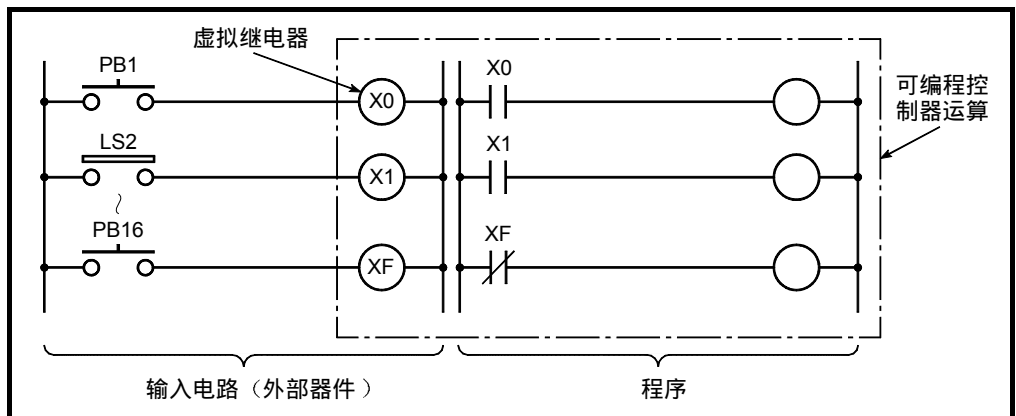 虚拟继电器
PB1
X0
X0
可编程控
制器运算
LS2
X1
X1
PB16
XF
XF
输入电路（外部器件）
程序